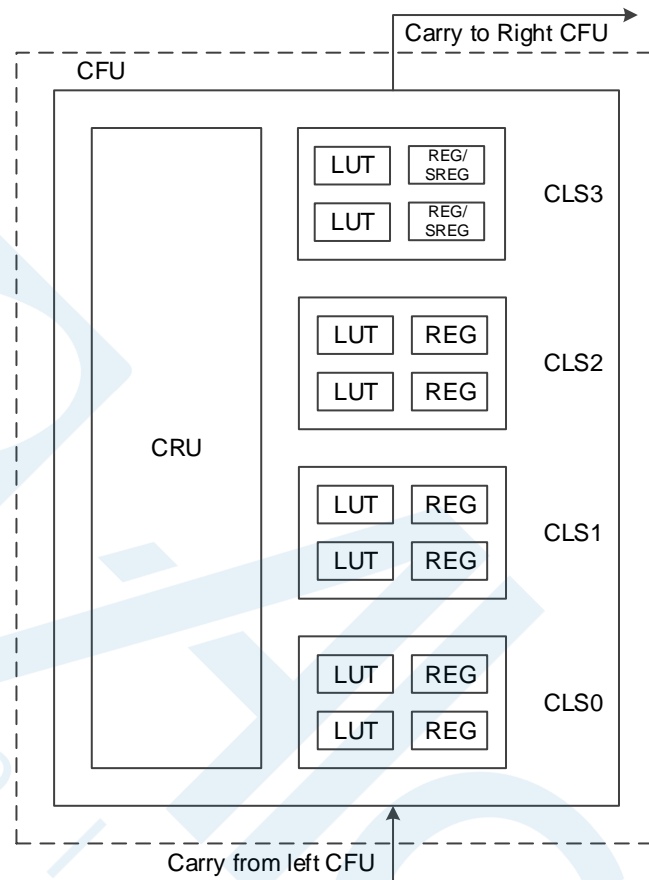 Carry to Right CFU
CFU
CRU
LUT
REG/
SREG
LUT
REG/
SREG
CLS3
LUT REG
LUT REG
CLS2
LUT REG
LUT REG
CLS1
LUT REG
LUT REG
CLS0
Carry from left CFU